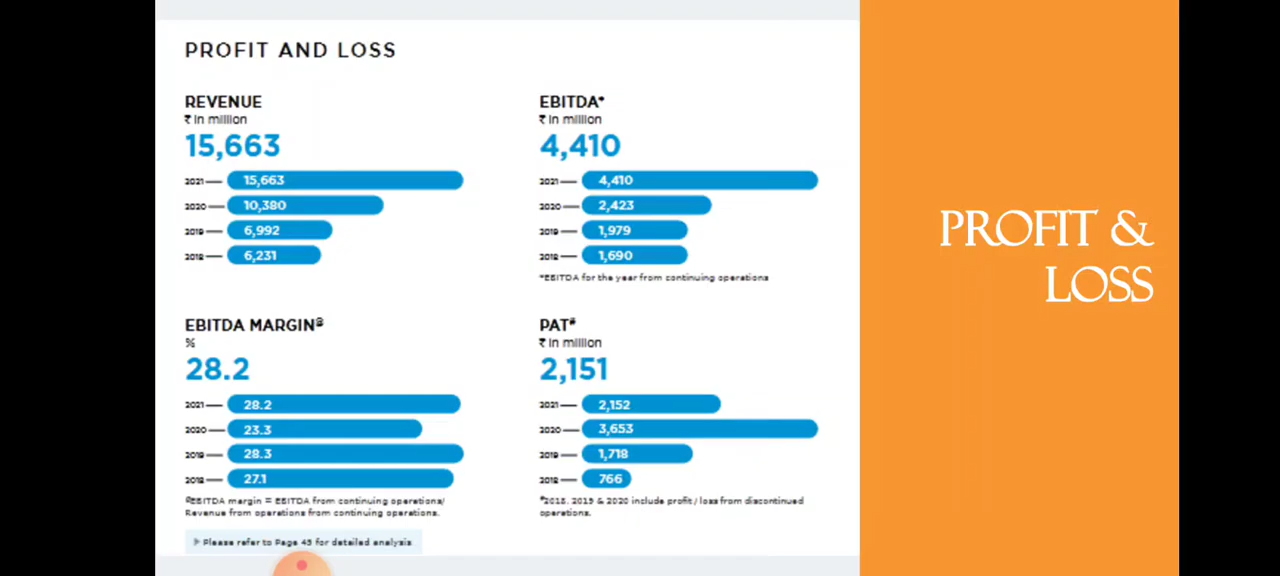 PROFIT AND LOSS
REVENUE
₹ in million
15,663
2021 15,663
2020 10,380
2019 6,992
2018 6,231
EBITDA*
₹ in million
4,410
2021 4,410
2020 2,423
2019 1,979
2018 1,690
*EBITDA for the year from continuing operations
EBITDA MARGIN@
%
28.2
2021 28.2
2020 23.3
2019 28.3
2018 27.1
@EBITDA margin = EBITDA from continuing operations/
Revenue from operations from continuing operations.
Please refer to Page 45 for detailed analysis
PAT#
₹ in million
2,151
2021 2,152
2020 3,653
2019 1,718
2018 766
#2018, 2019 & 2020 include profit / loss from discontinued
operations.
PROFIT &
LOSS